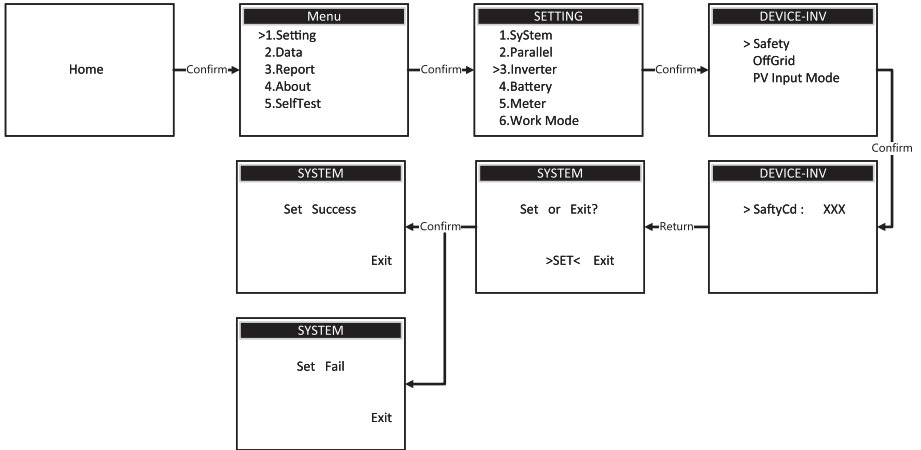 Home
Confirm
Menu
>1.Setting
2.Data
3.Report
4.About
5.SelfTest
Confirm
SETTING
1.SyStem
2.Parallel
>3.Inverter
4.Battery
5.Meter
6.Work Mode
Confirm
DEVICE-INV
> Safety
OffGrid
PV Input Mode
Confirm
DEVICE-INV
> SaftyCd : XXX
Return
SYSTEM
Set or Exit?
>SET< Exit
Confirm
SYSTEM
Set Success
Exit
SYSTEM
Set Fail
Exit